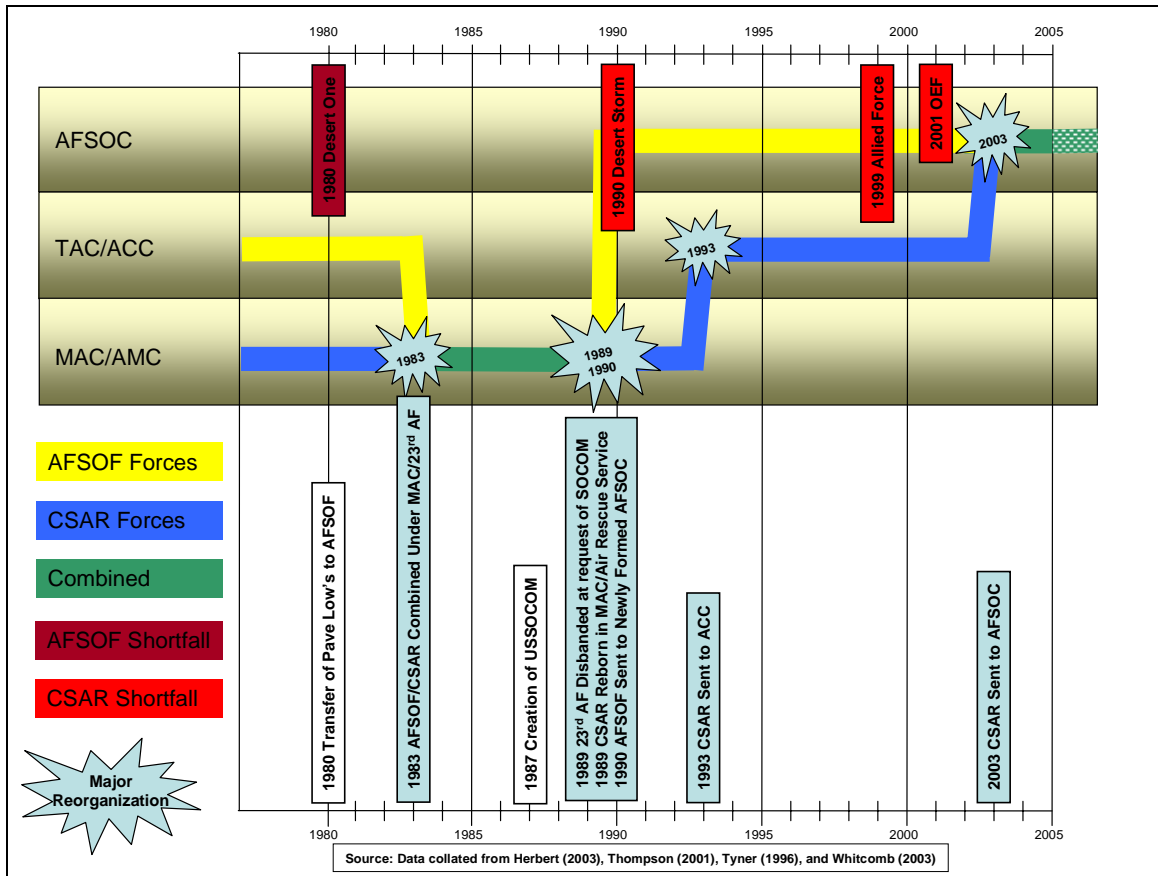 1980 1985 1990 1995 2000 2005
AFSOC
TAC/ACC
MAC/AMC
1980 Desert One
1990 Desert Storm
1999 Allied Force
2001 OEF
2003
1993
1983
1989
1990
AFSOF Forces
CSAR Forces
Combined
AFSOF Shortfall
CSAR Shortfall
Major
Reorganization
1980 Transfer of Pave Low's to AFSOF
1983 AFSOF/CSAR Combined Under MAC/23rd AF
1987 Creation of USSOCOM
1989 23rd AF Disbanded at request of SOCOM
1989 CSAR Reborn in MAC/Air Rescue Service
1990 AFSOF Sent to Newly Formed AFSOC
1993 CSAR Sent to ACC
2003 CSAR Sent to AFSOC
1980 1985 1990 1995 2000 2005
Source: Data collated from Herbert (2003), Thompson (2001), Tyner (1996), and Whitcomb (2003)